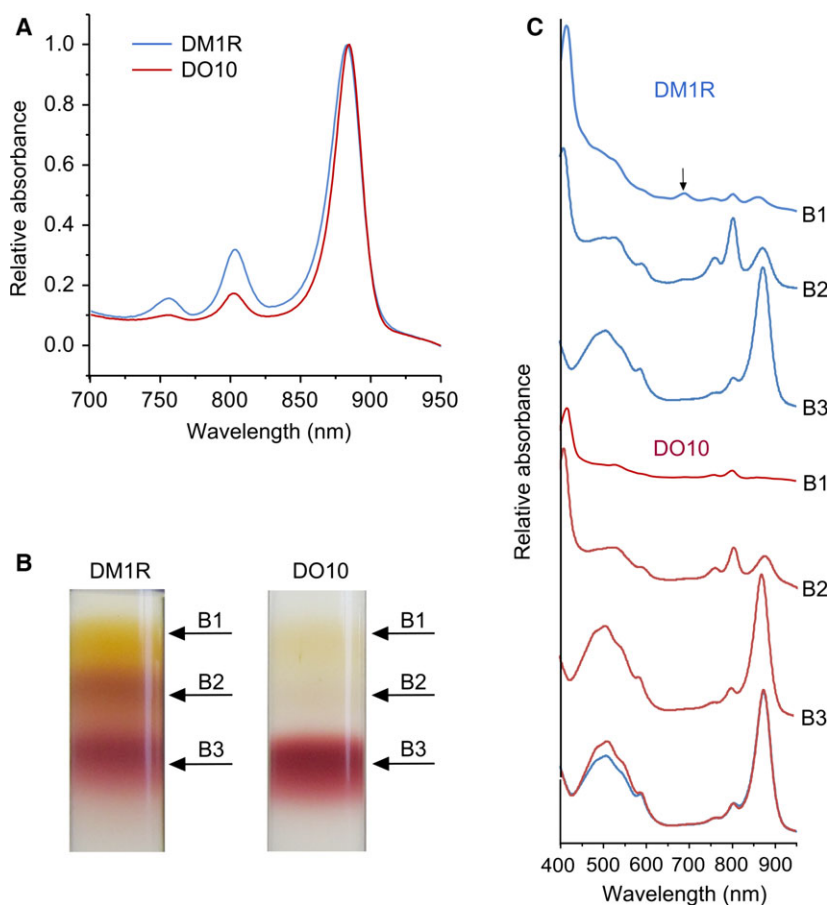 A
DM1R
DO10
1.0
0.8
0.6
0.4
0.2
0.0
Relative absorbance
700 750 800 850 900 950
Wavelength (nm)
B
DM1R DO10
B1 B1
B2 B2
B3 B3
C
DM1R
B1
B2
B3
DO10
B1
B2
B3
Relative absorbance
400 500 600 700 800 900
Wavelength (nm)